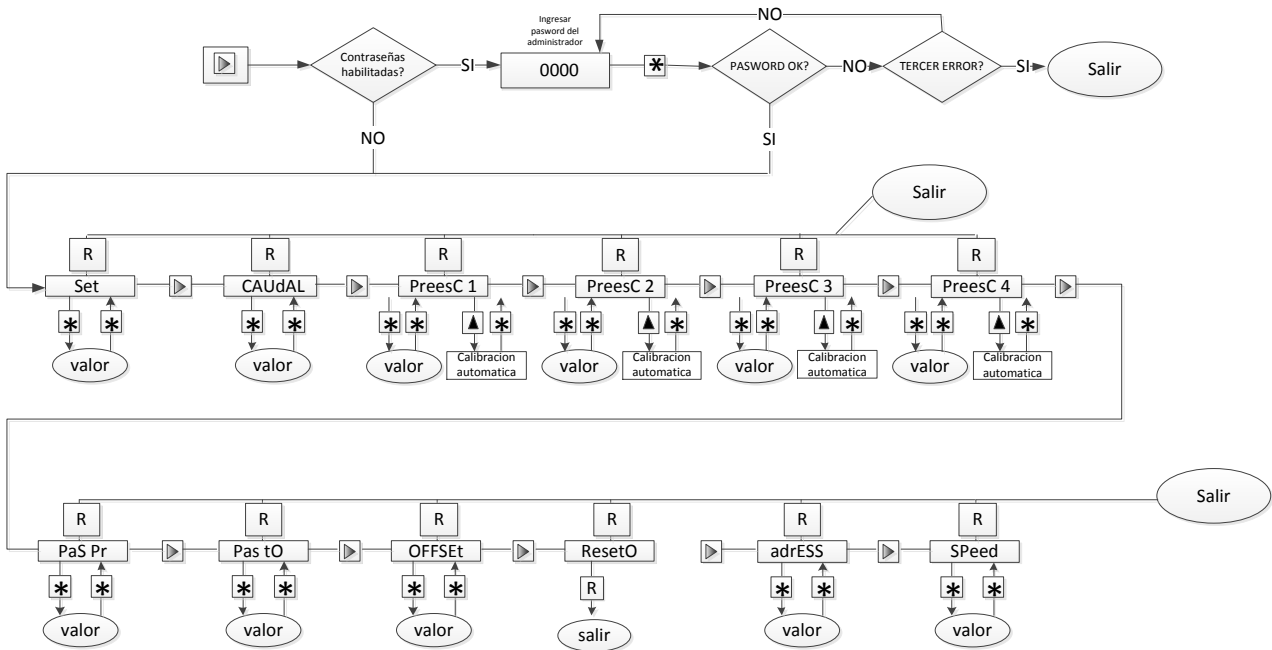 Ingresar
pasword del
administrador
NO
Contraseñas
habilitadas?
SI
0000
*
PASWORD OK?
NO
TERCER ERROR?
SI
Salir
NO
SI
Salir
R
R
R
R
R
R
Set
CAUdAL
PreesC 1
PreesC 2
PreesC 3
PreesC 4
* *
* *
* * *
* * *
* * *
* * *
valor
valor
valor
Calibracion
automatica
valor
Calibracion
automatica
valor
Calibracion
automatica
valor
Calibracion
automatica
Salir
R
R
R
R
R
R
PaS Pr
Pas tO
OFFSEt
ResetO
adrESS
SPeed
* *
* *
* *
R
* *
* *
valor
valor
valor
salir
valor
valor